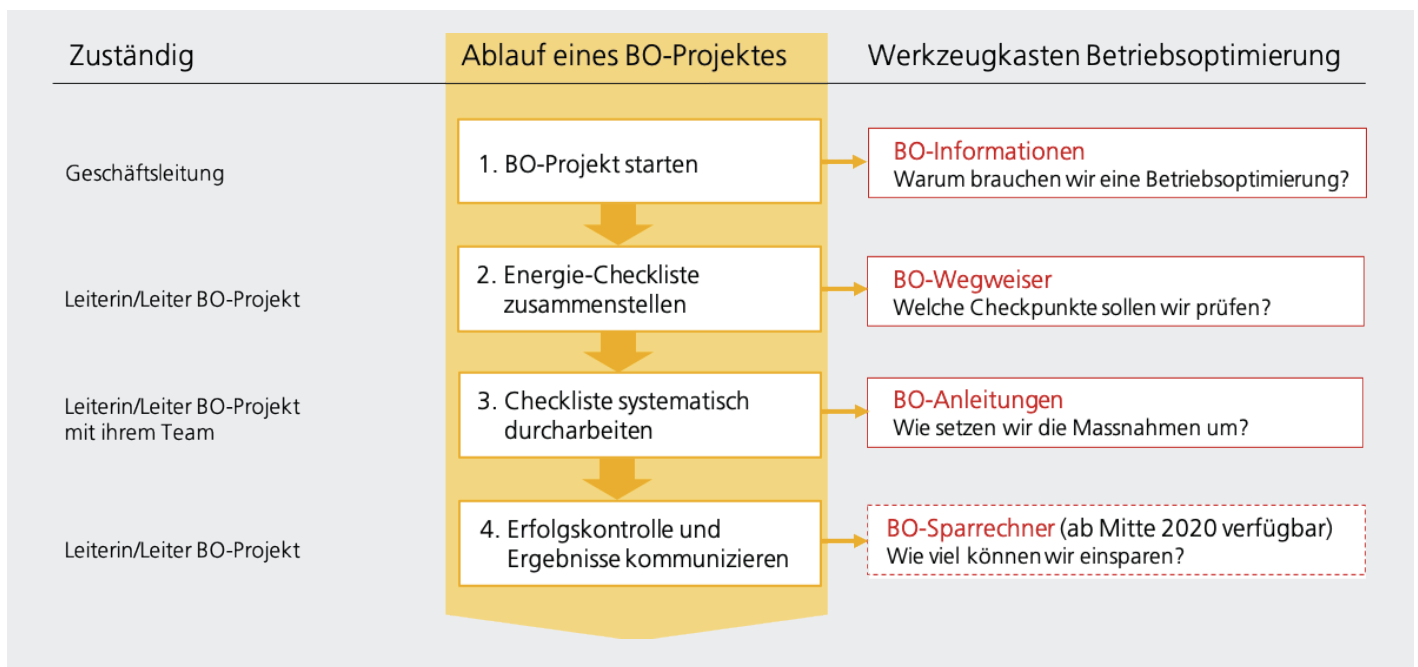 Zuständig
Ablauf eines BO-Projektes
Werkzeugkasten Betriebsoptimierung
Geschäftsleitung
1. BO-Projekt starten
BO-Informationen
Warum brauchen wir eine Betriebsoptimierung?
Leiterin/Leiter BO-Projekt
2. Energie-Checkliste
zusammenstellen
BO-Wegweiser
Welche Checkpunkte sollen wir prüfen?
Leiterin/Leiter BO-Projekt
mit ihrem Team
3. Checkliste systematisch
durcharbeiten
BO-Anleitungen
Wie setzen wir die Massnahmen um?
Leiterin/Leiter BO-Projekt
4. Erfolgskontrolle und
Ergebnisse kommunizieren
BO-Sparrechner (ab Mitte 2020 verfügbar)
Wie viel können wir einsparen?